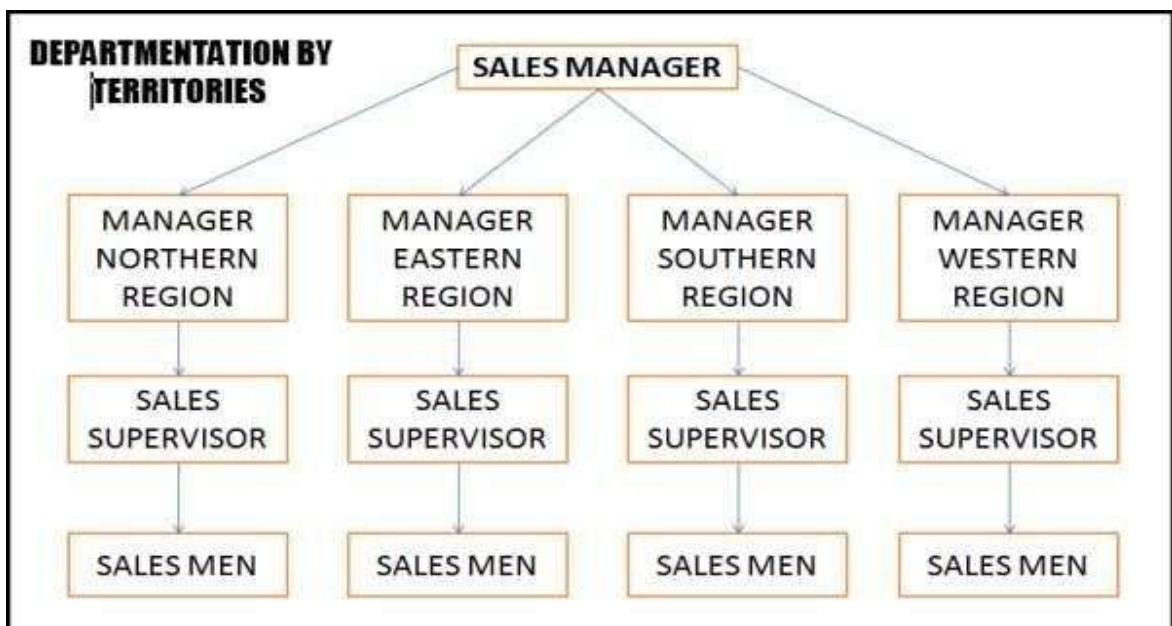 DEPARTMENTATION BY
TERRITORIES
SALES MANAGER
MANAGER
NORTHERN
REGION
MANAGER
EASTERN
REGION
MANAGER
SOUTHERN
REGION
MANAGER
WESTERN
REGION
SALES
SUPERVISOR
SALES
SUPERVISOR
SALES
SUPERVISOR
SALES
SUPERVISOR
SALES MEN
SALES MEN
SALES MEN
SALES MEN